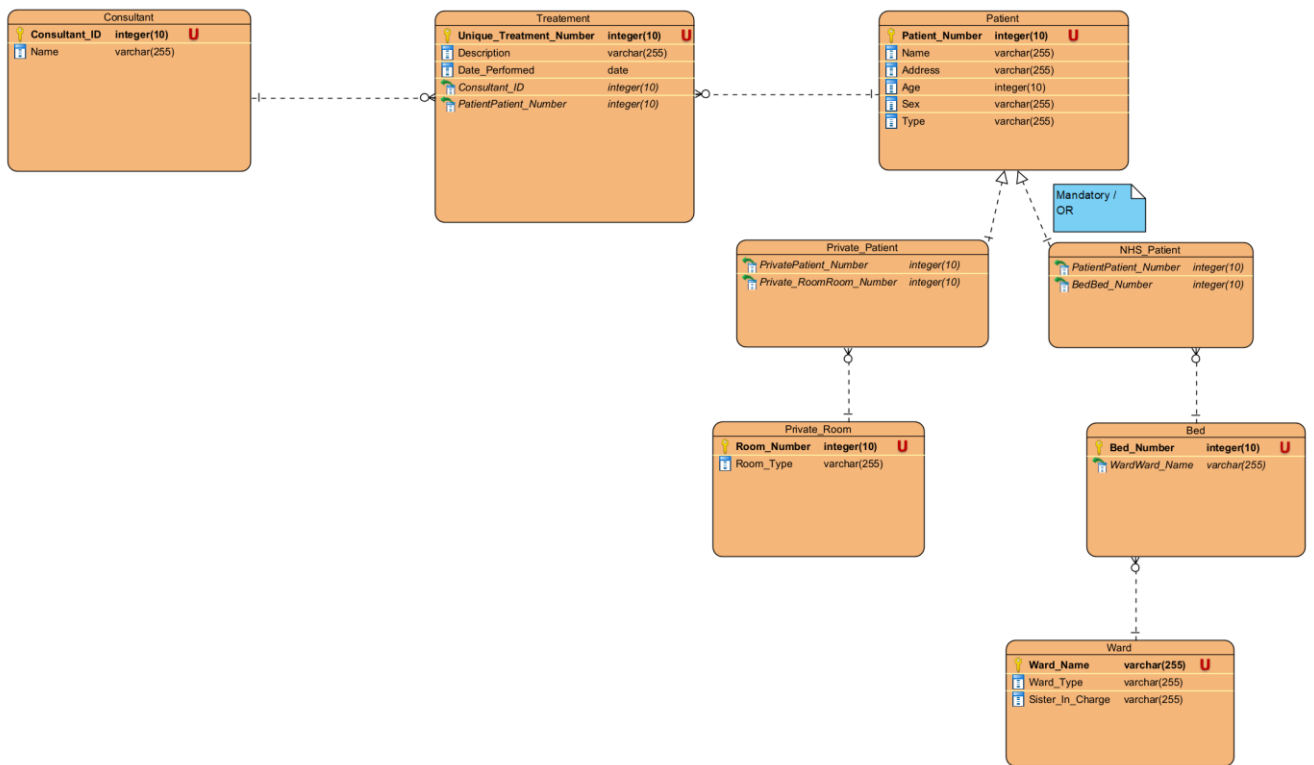 Consultant
Consultant_ID integer(10) U
Name varchar(255)
Treatement
Unique_Treatment_Number integer(10) U
Description varchar(255)
Date_Performed date
Consultant_ID integer(10)
PatientPatient_Number integer(10)
Patient
Patient_Number integer(10) U
Name varchar(255)
Address varchar(255)
Age integer(10)
Sex varchar(255)
Type varchar(255)
Mandatory /
OR
Private_Patient
PrivatePatient_Number integer(10)
Private_RoomRoom_Number integer(10)
NHS_Patient
PatientPatient_Number integer(10)
BedBed_Number integer(10)
Private_Room
Room_Number integer(10) U
Room_Type varchar(255)
Bed
Bed_Number integer(10) U
WardWard_Name varchar(255)
Ward
Ward_Name varchar(255) U
Ward_Type varchar(255)
Sister_In_Charge varchar(255)